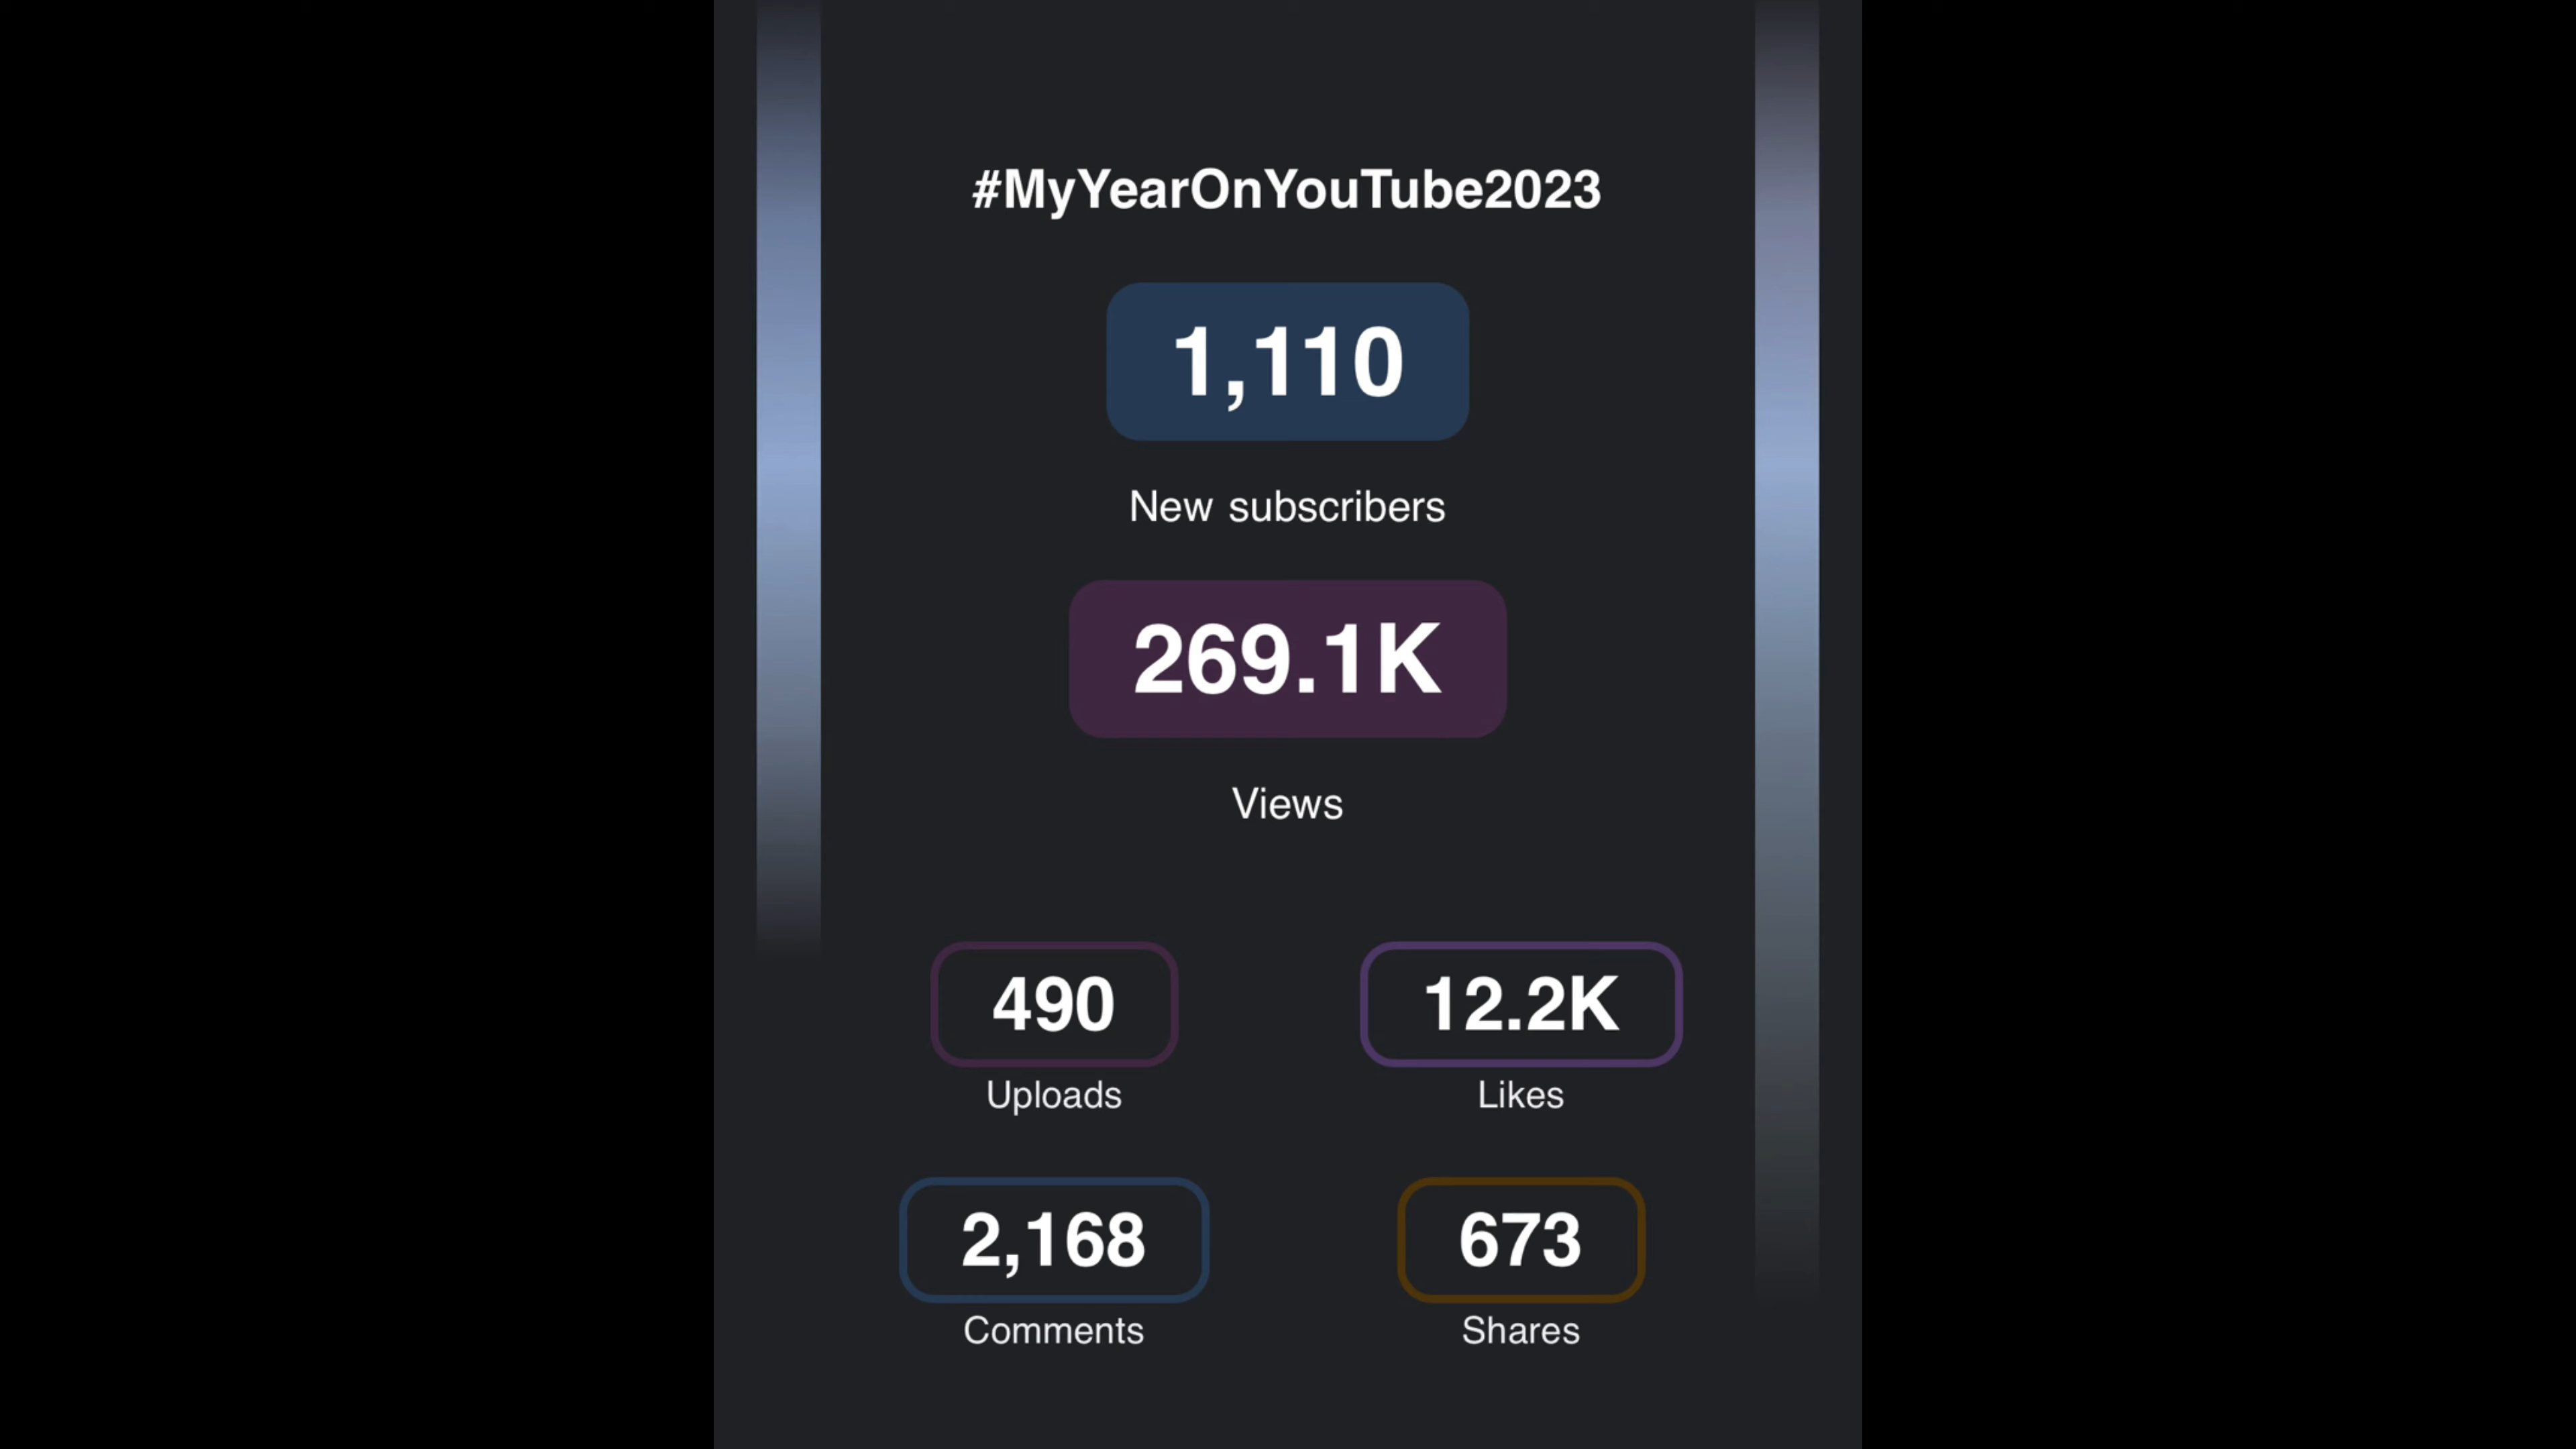 #MyYearOnYouTube2023
1,110
New subscribers
269.1K
Views
490
12.2K
Uploads
Likes
2,168
673
Comments
Shares